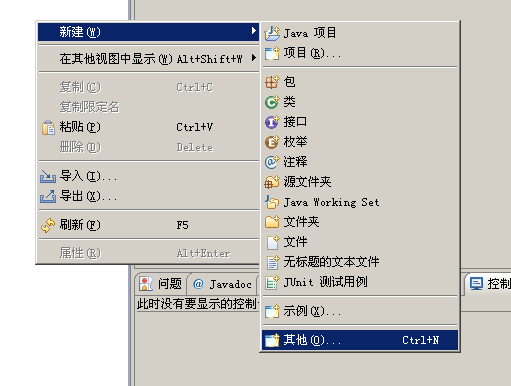 新建(W)
在其他视图中显示(W) Alt+Shift+W
复制(C) Ctrl+C
复制限定名
粘贴(P) Ctrl+V
删除(D) Delete
导入(I)...
导出(X)...
刷新(F) F5
属性(R) Alt+Enter
Java 项目
项目(R)...
包
类
接口
枚举
注释
源文件夹
Java Working Set
文件夹
文件
无标题的文本文件
JUnit 测试用例
示例(X)...
其他(O)... Ctrl+N
问题 @ Javadoc 控制
此时没有要显示的控制